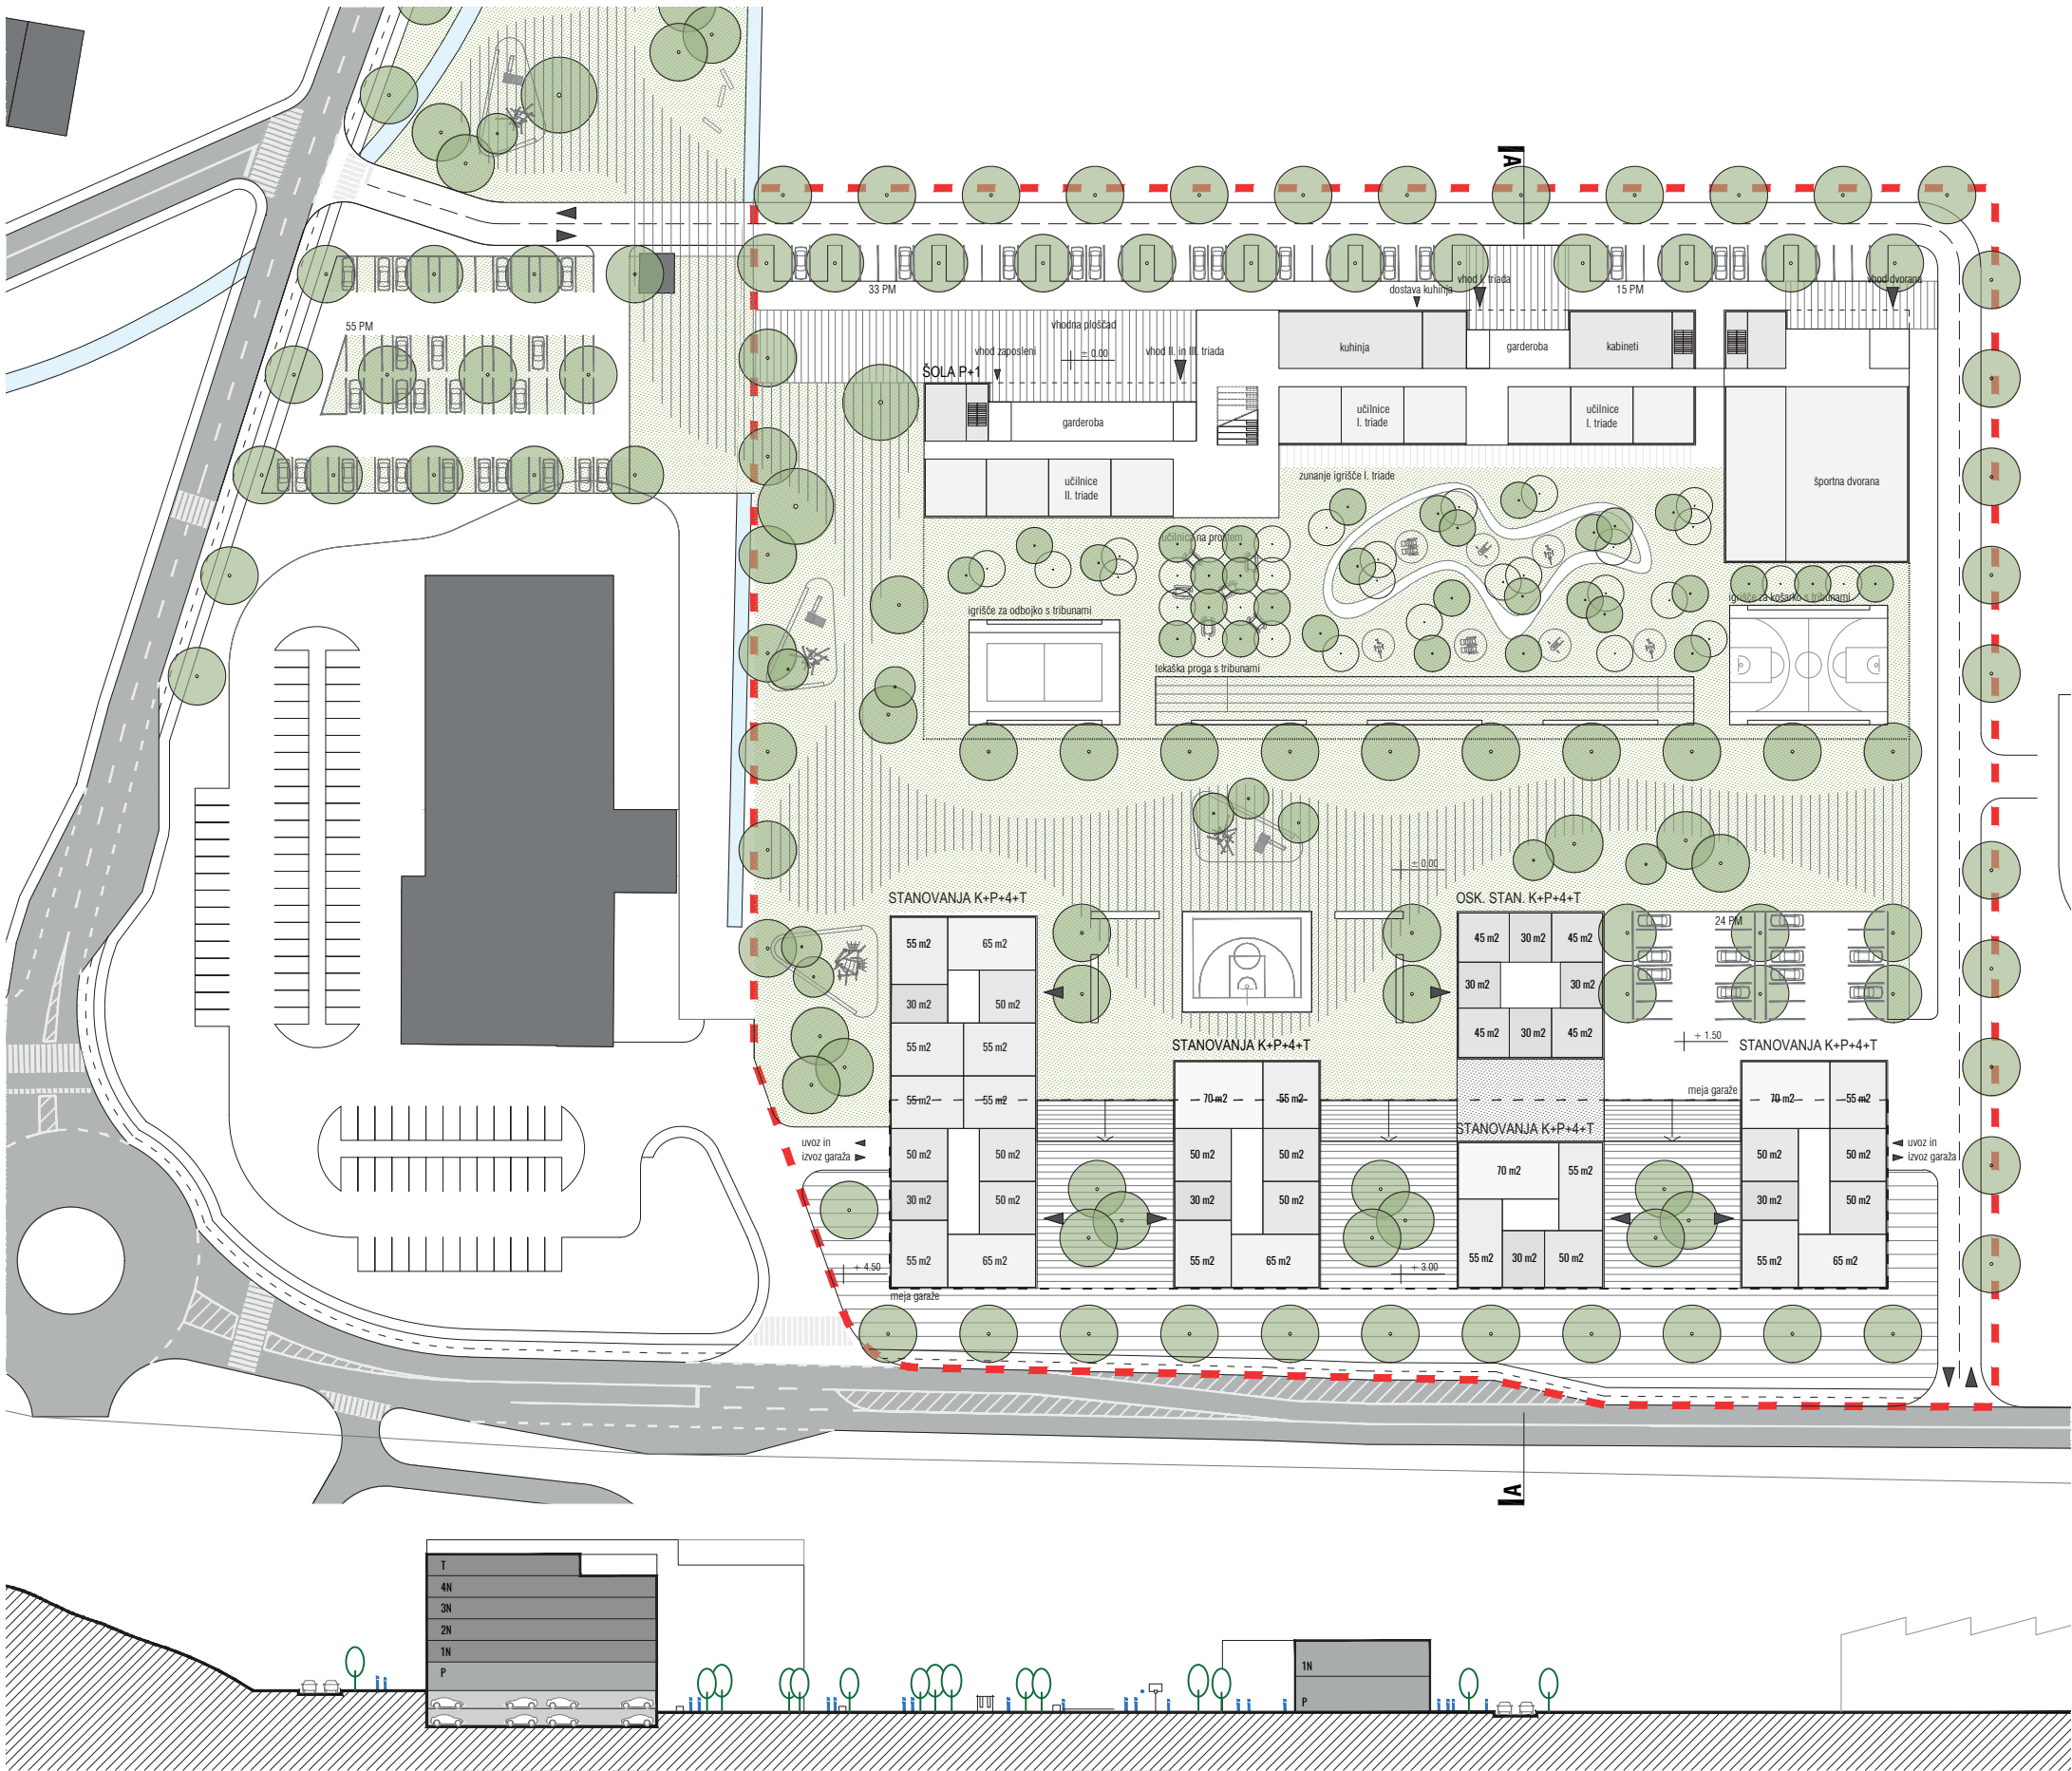 A
33 PM
dostava kuhinja
vhod I. triada
15 PM
vhod dvorana
55 PM
vhodna ploščad
vhod zaposleni
± 0.00
vhod II. in III. triada
kuhinja
garderoba
kabineti
ŠOLA P+1
garderoba
učilnice
I. triade
učilnice
I. triade
učilnice
II. triade
zunanje igrišče I. triade
športna dvorana
učilnica na prostem
igrišče za odbojko s tribunami
igrišče za košarko s tribunami
tekaška proga s tribunami
± 0.00
STANOVANJA K+P+4+T
OSK. STAN. K+P+4+T
55 m2
65 m2
30 m2
50 m2
55 m2
55 m2
55 m2
55 m2
50 m2
50 m2
30 m2
50 m2
55 m2
65 m2
45 m2
30 m2
45 m2
30 m2
30 m2
45 m2
30 m2
45 m2
24 PM
+ 1.50
STANOVANJA K+P+4+T
70 m2
55 m2
50 m2
50 m2
30 m2
50 m2
55 m2
65 m2
STANOVANJA K+P+4+T
70 m2
55 m2
55 m2
30 m2
50 m2
STANOVANJA K+P+4+T
meja garaže
70 m2
55 m2
50 m2
50 m2
30 m2
50 m2
55 m2
65 m2
uvoz in
izvoz garaža
uvoz in
izvoz garaža
+ 4.50
+ 3.00
meja garaže
A
T
4N
3N
2N
1N
P
1N
P